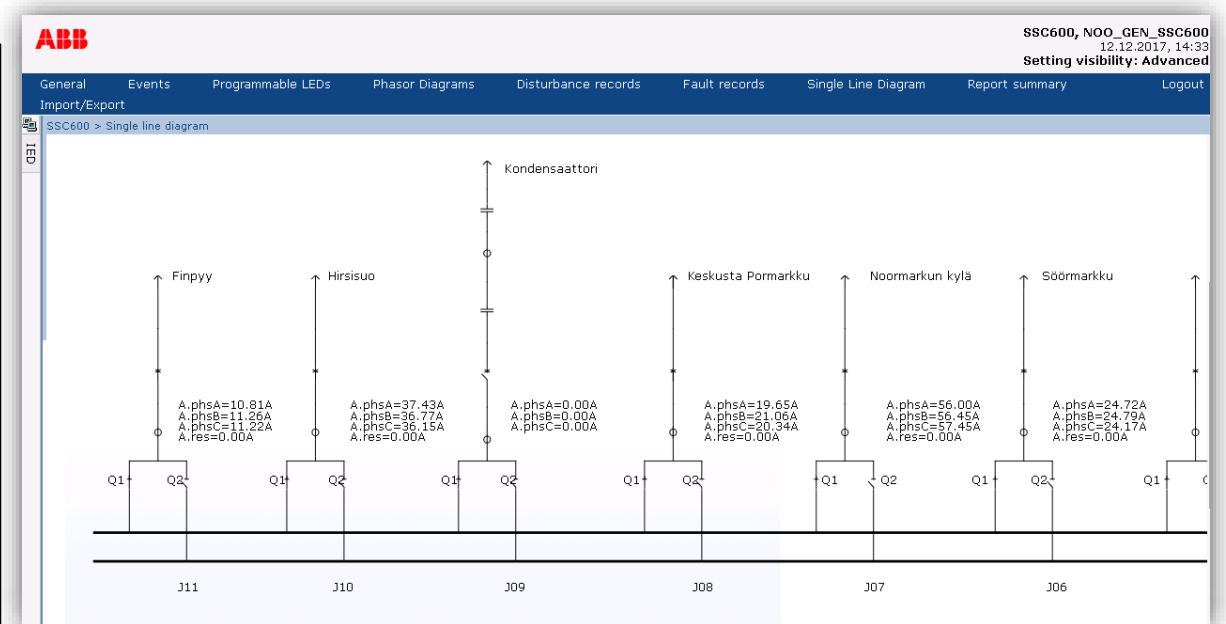 ABB
SSC600, NOO_GEN_SSC600
12.12.2017, 14:33
Setting visibility: Advanced
General Events Programmable LEDs Phasor Diagrams Disturbance records Fault records Single Line Diagram Report summary Logout
Import/Export
SSC600 > Single line diagram
IED
Kondensaattori
Finpyy Hirsisuo Keskusta Pormarkku Noormarkun kylä Söörmarkku
A.phsA=10.81A A.phsA=37.43A A.phsA=0.00A A.phsA=19.65A A.phsA=56.00A A.phsA=24.72A
A.phsB=11.26A A.phsB=36.77A A.phsB=0.00A A.phsB=21.06A A.phsB=56.45A A.phsB=24.79A
A.phsC=11.22A A.phsC=36.15A A.phsC=0.00A A.phsC=20.34A A.phsC=57.45A A.phsC=24.17A
A.res=0.00A A.res=0.00A A.res=0.00A A.res=0.00A A.res=0.00A
Q1 Q2 Q1 Q2 Q1 Q2 Q1 Q2 Q1 Q2 Q1 Q2 Q1
J11 J10 J09 J08 J07 J06